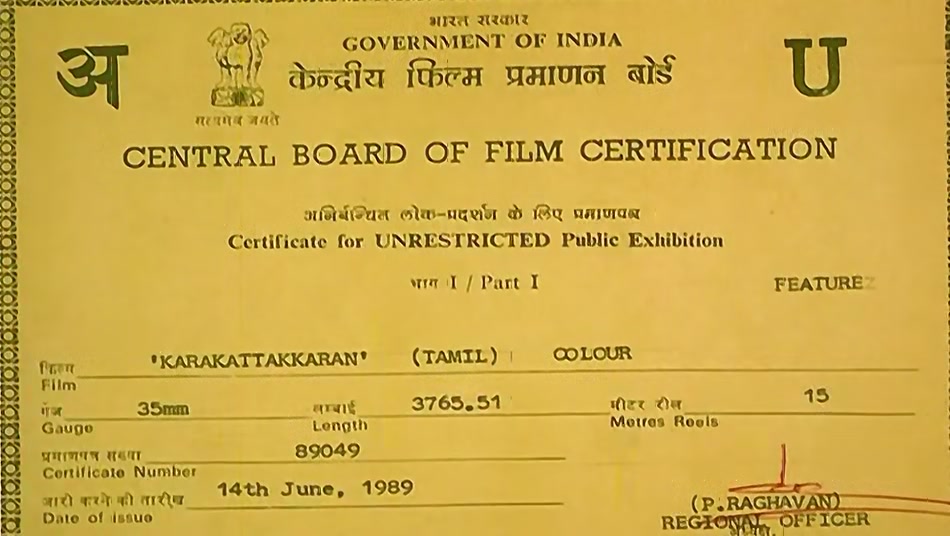 भारत सरकार
अ GOVERNMENT OF INDIA U
केन्द्रीय फिल्म प्रमाणन बोर्ड
सत्यमेव जयते
CENTRAL BOARD OF FILM CERTIFICATION
अनिर्बन्धित लोक-प्रदर्शन के लिए प्रमाणपत्र
Certificate for UNRESTRICTED Public Exhibition
भाग I / Part I FEATURE
फिल्म 'KARAKATTAKKARAN' (TAMIL) COLOUR
Film
गेज 35mm लम्बाई 3765.51 मीटर रील 15
Gauge Length Metres Reels
प्रमाणपत्र संख्या 89049
Certificate Number
जारी करने की तारीख 14th June, 1989
Date of issue
(P.RAGHAVAN)
REGIONAL OFFICER